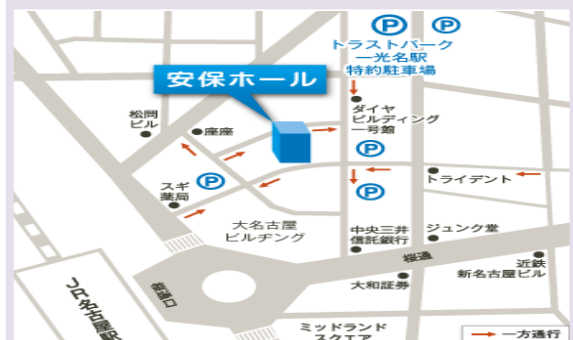 P P
トラストパーク
一光名駅
特約駐車場
安保ホール
松岡
ビル
座座
ダイヤ
ビルディング
一号館
P
スギ
薬局
P
P
トライデント
大名古屋
ビルヂング
中央三井
信託銀行
ジュンク堂
桜通
近鉄
新名古屋ビル
大和証券
桜通口
JR名古屋駅
ミッドランド
スクエア
一方通行